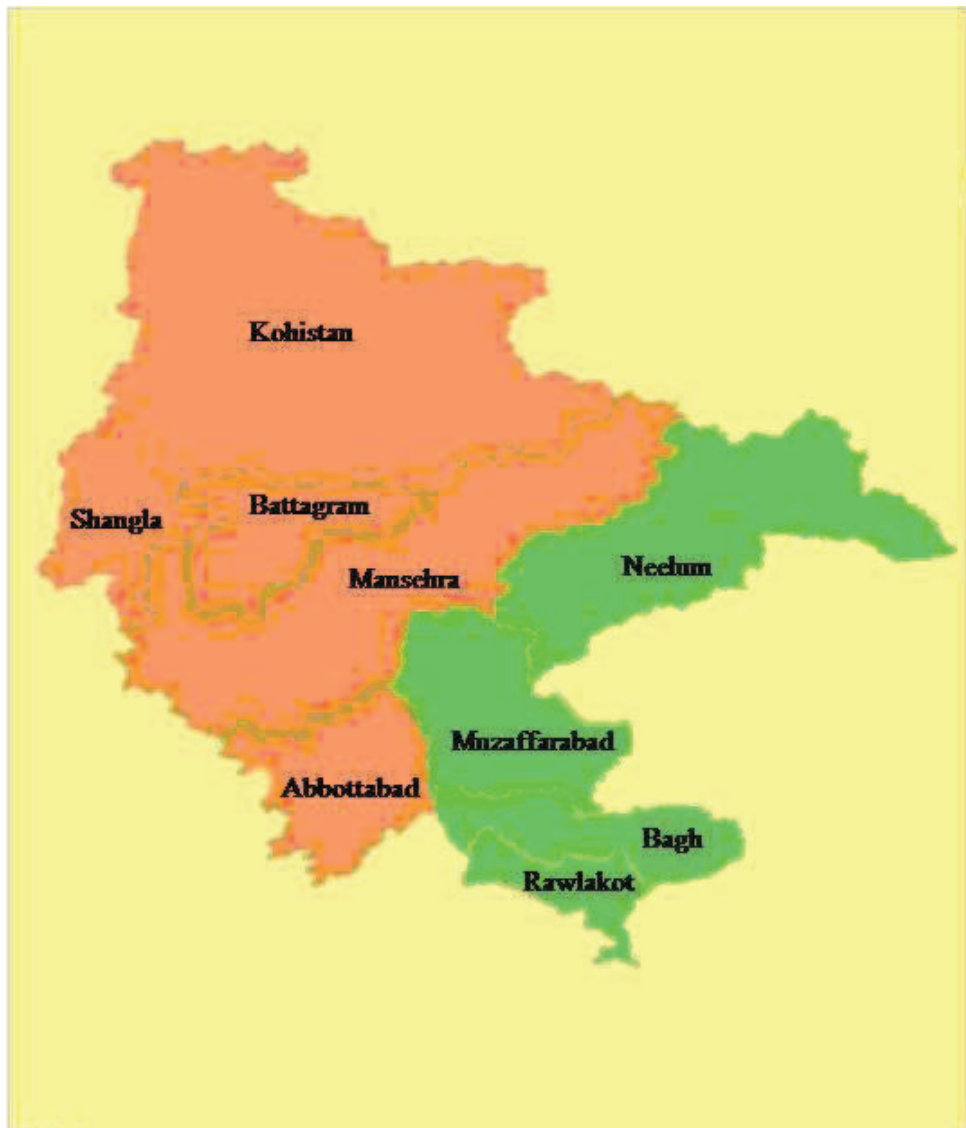 Kohistan
Battagram
Shangla
Neelum
Mansehra
Muzaffarabad
Abbottabad
Bagh
Rawlakot